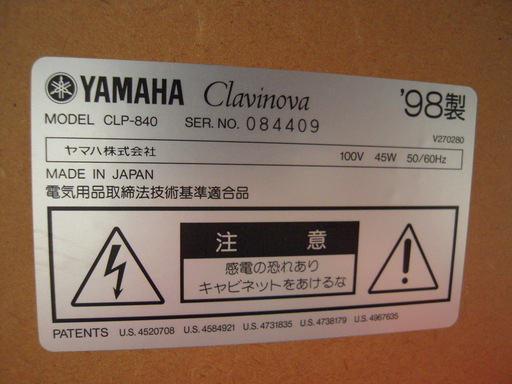 YAMAHA Clavinova '98製
MODEL CLP-840 SER. NO. 084409
V270280
ヤマハ株式会社 100V 45W 50/60Hz
MADE IN JAPAN
電気用品取締法技術基準適合品
注意
感電の恐れあり
キャビネットをあけるな
PATENTS U.S. 4520708 U.S. 4584921 U.S. 4731835 U.S. 4738179 U.S. 4967635